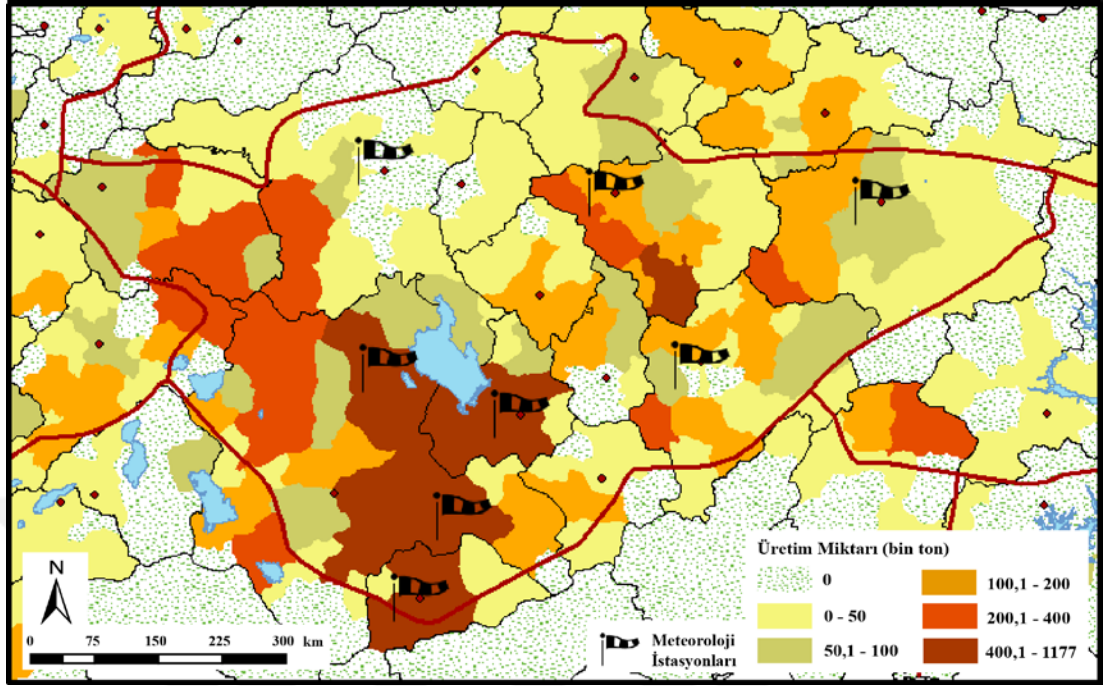 N
0 75 150 225 300 km
Meteoroloji
İstasyonları
Üretim Miktarı (bin ton)
0
0 - 50
50,1 - 100
100,1 - 200
200,1 - 400
400,1 - 1177